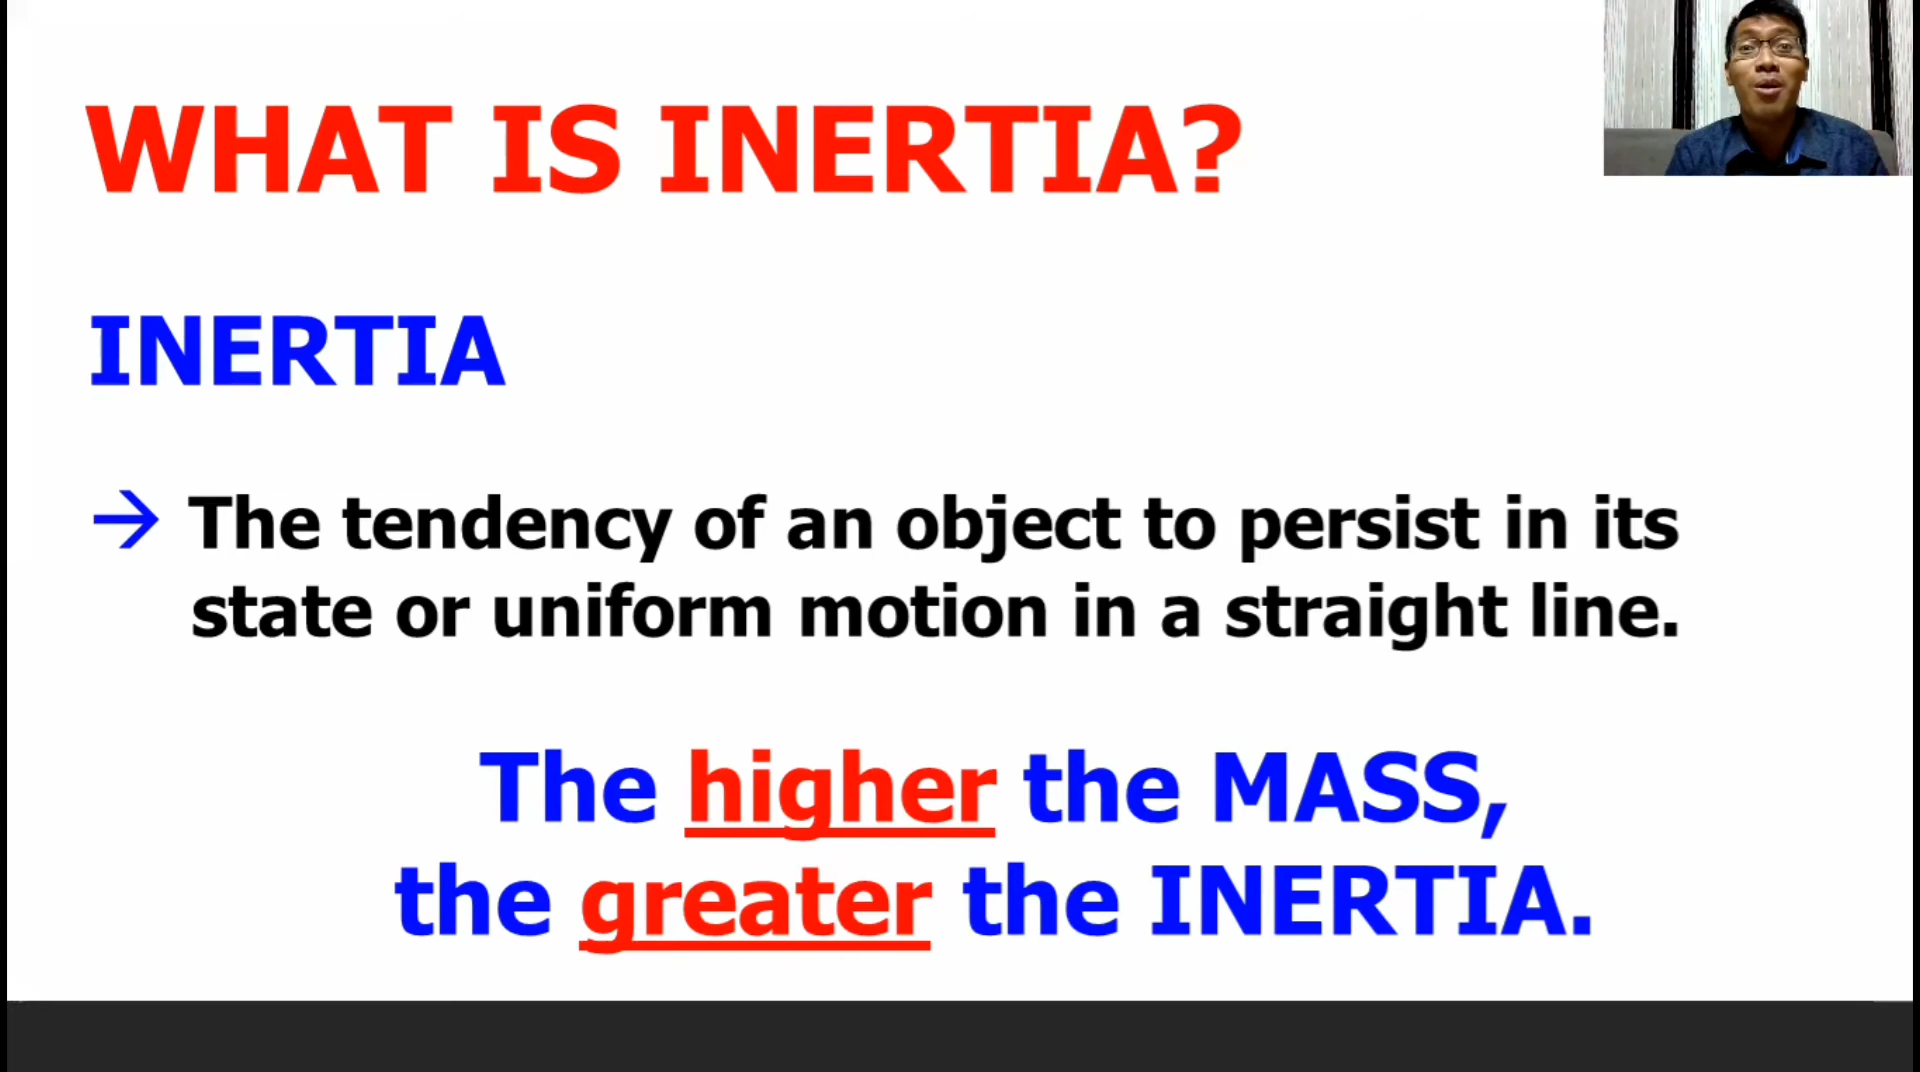 WHAT IS INERTIA?
INERTIA
→ The tendency of an object to persist in its
state or uniform motion in a straight line.
The higher the MASS,
the greater the INERTIA.